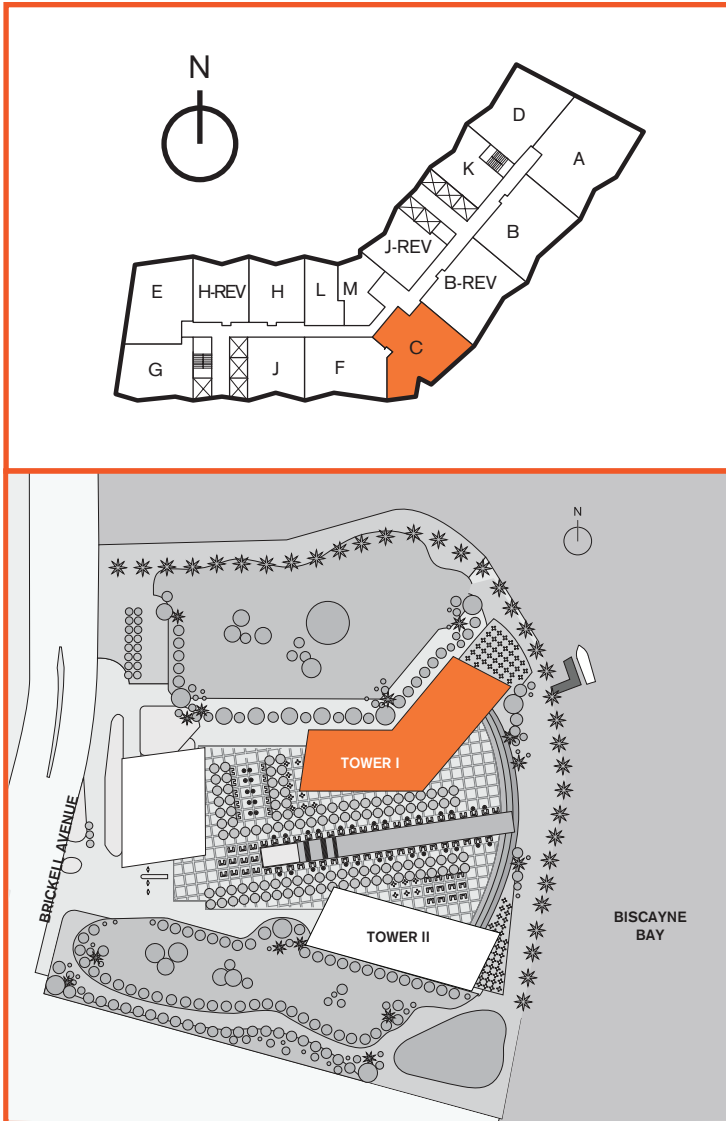 N
D
A
K
B
J-REV
B-REV
E
H-REV
H
L
M
C
G
J
F
N
TOWER I
BRICKELL AVENUE
TOWER II
BISCAYNE
BAY